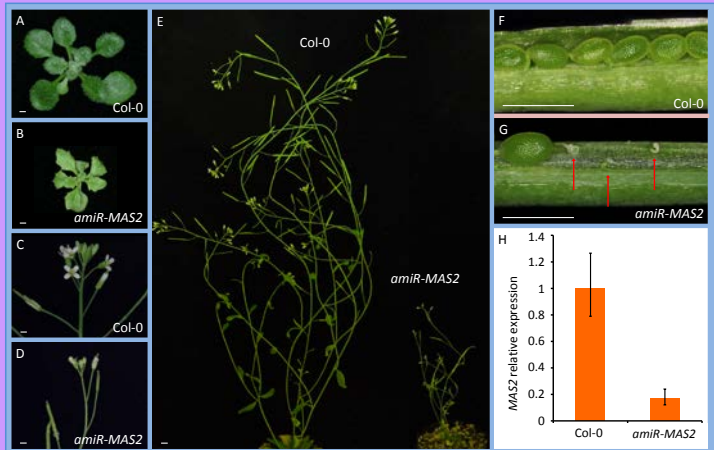 A
Col-0
B
amiR-MAS2
C
Col-0
D
amiR-MAS2
E
Col-0
amiR-MAS2
F
Col-0
G
amiR-MAS2
H
MAS2 relative expression
1.4
1.2
1
0.8
0.6
0.4
0.2
0
Col-0
amiR-MAS2